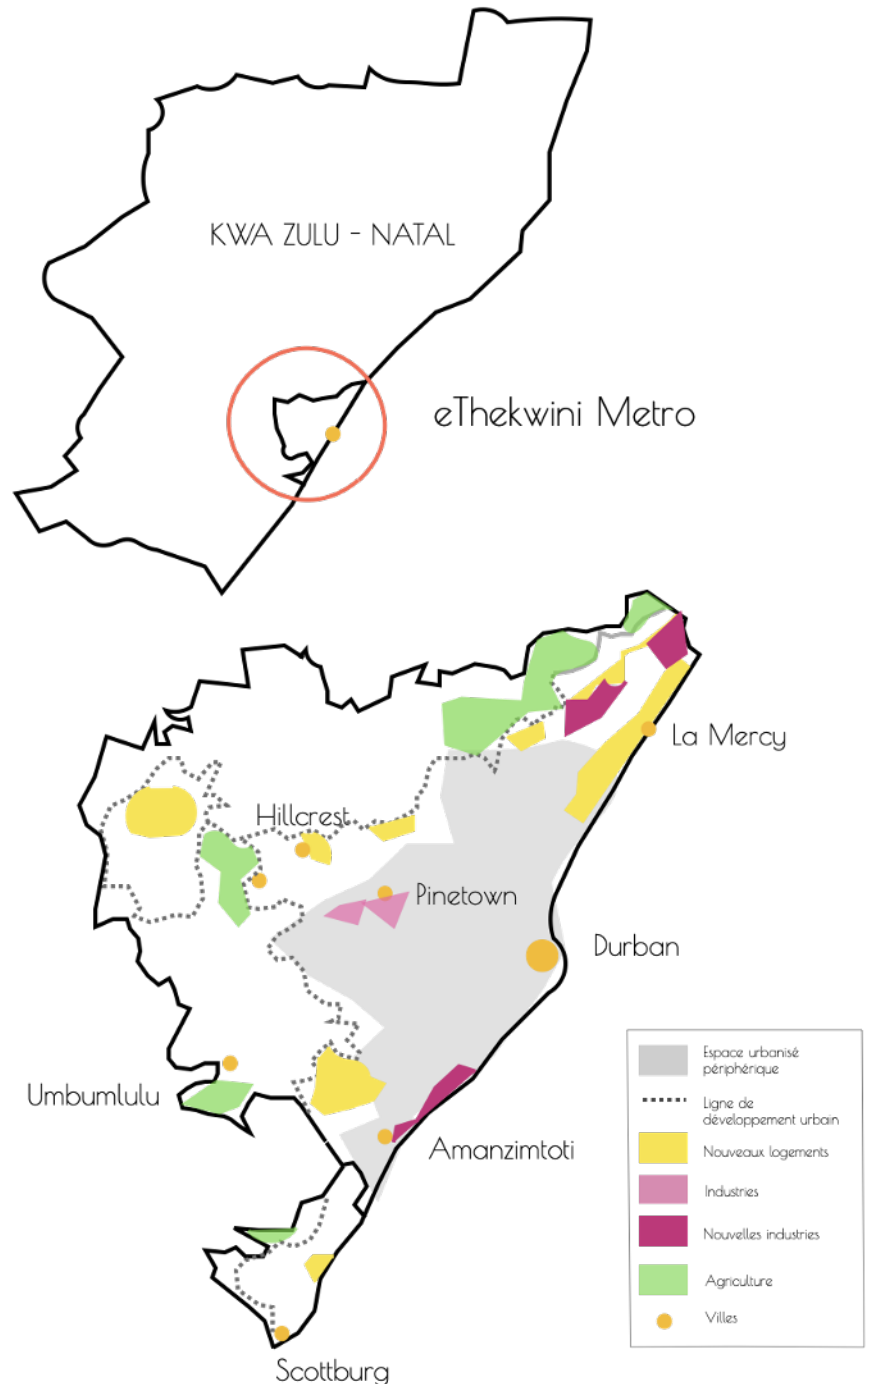 KWA ZULU - NATAL
eThekwini Metro
La Mercy
Hillcrest
Pinetown
Durban
Umbumlulu
Amanzimtoti
Scottburg
Espace urbanisé
périphérique
Ligne de
développement urbain
Nouveaux logements
Industries
Nouvelles industries
Agriculture
Villes